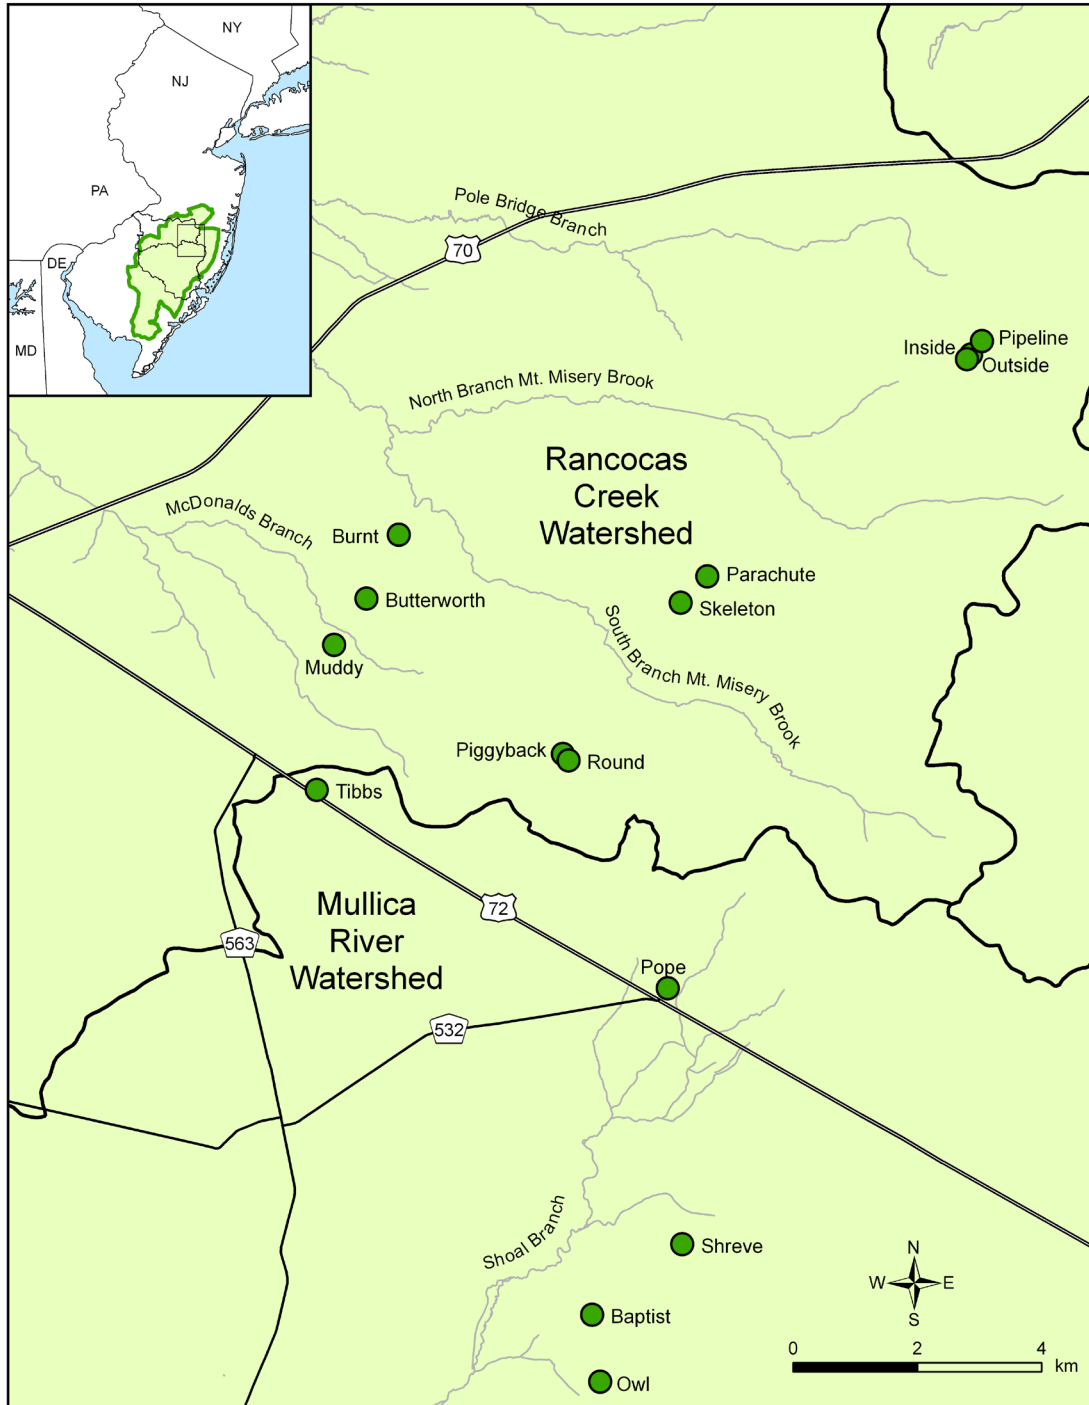 NY
NJ
PA
DE
MD
Pole Bridge Branch
70
Pipeline
Inside
Outside
North Branch Mt. Misery Brook
Rancocas
Creek
Watershed
McDonalds Branch
Burnt
Parachute
Butterworth
Skeleton
South Branch Mt. Misery Brook
Muddy
Piggyback
Round
Tibbs
Mullica
River
Watershed
72
563
Pope
532
Shoal Branch
Shreve
N
W
E
S
Baptist
0
2
4
km
Owl